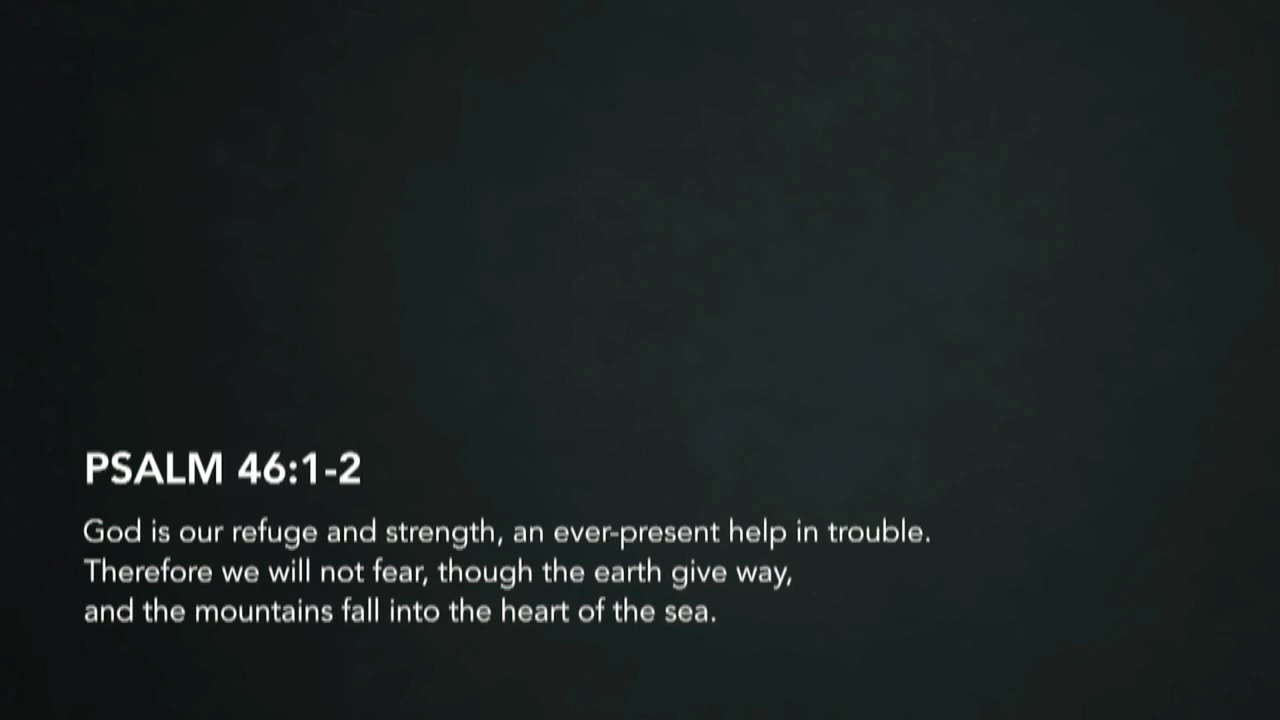 PSALM 46:1-2
God is our refuge and strength, an ever-present help in trouble.
Therefore we will not fear, though the earth give way,
and the mountains fall into the heart of the sea.